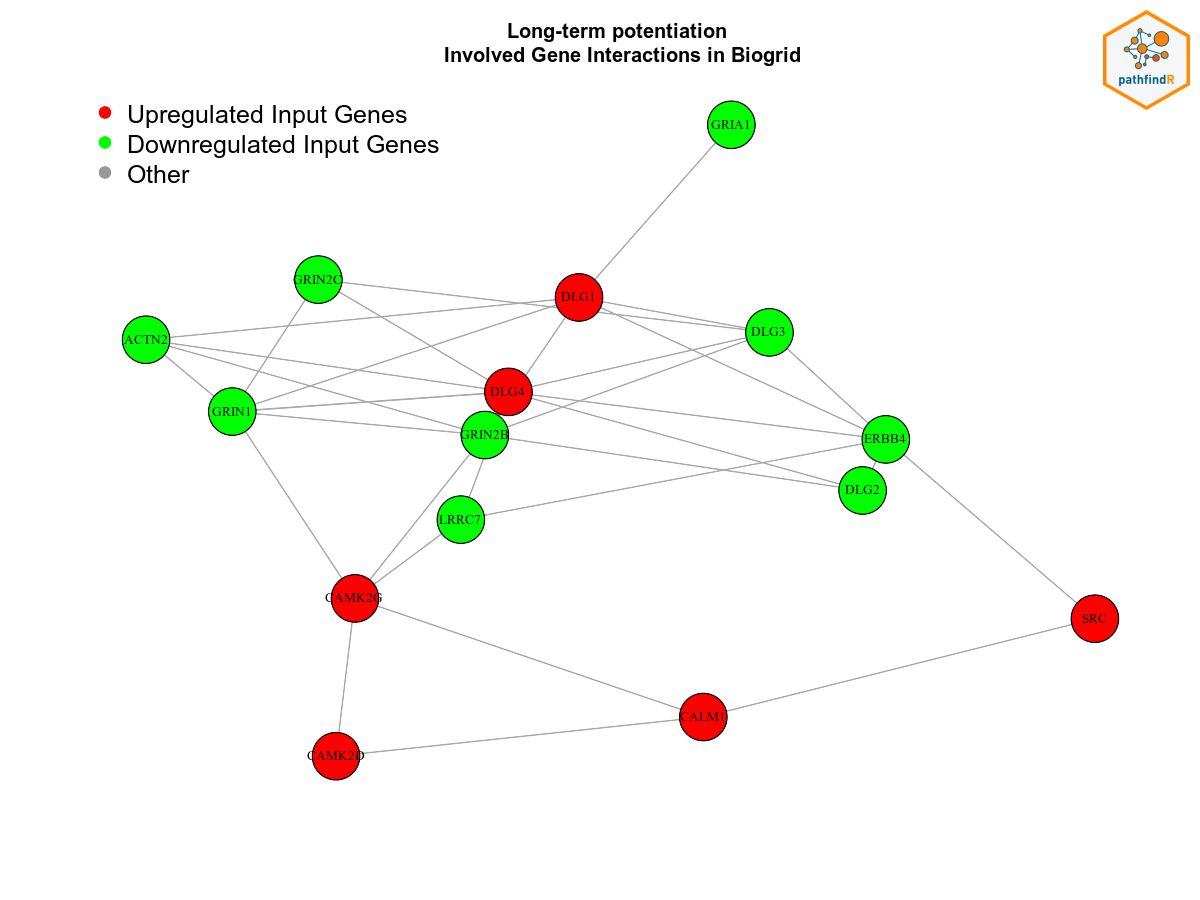 Long-term potentiation
Involved Gene Interactions in Biogrid
pathfindR
Upregulated Input Genes
Downregulated Input Genes
Other
GRIA1
GRIN2C
DLG1
ACTN2
DLG3
DLG4
GRIN1
GRIN2B
ERBB4
DLG2
LRRC7
CAMK2G
SRC
CALM1
CAMK2D